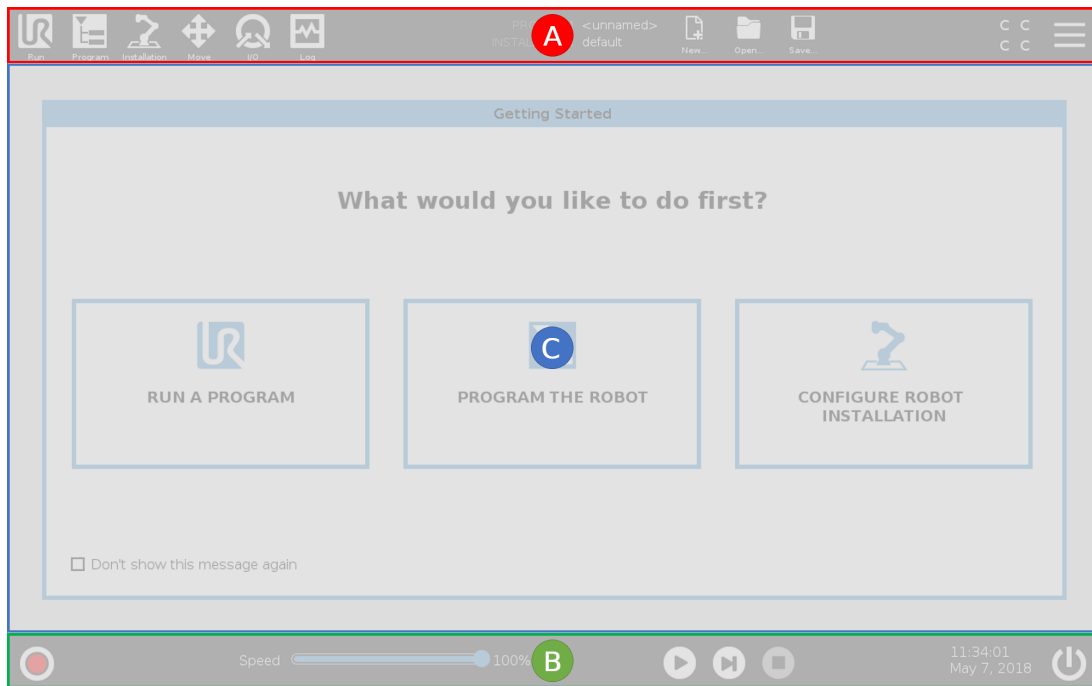 PR
<unnamed>
INSTAL
default
A
Run
Program
Installation
Move
I/O
Log
New...
Open...
Save...
C C
C C
Getting Started
What would you like to do first?
C
RUN A PROGRAM
PROGRAM THE ROBOT
CONFIGURE ROBOT
INSTALLATION
Don't show this message again
Speed
100%
B
11:34:01
May 7, 2018